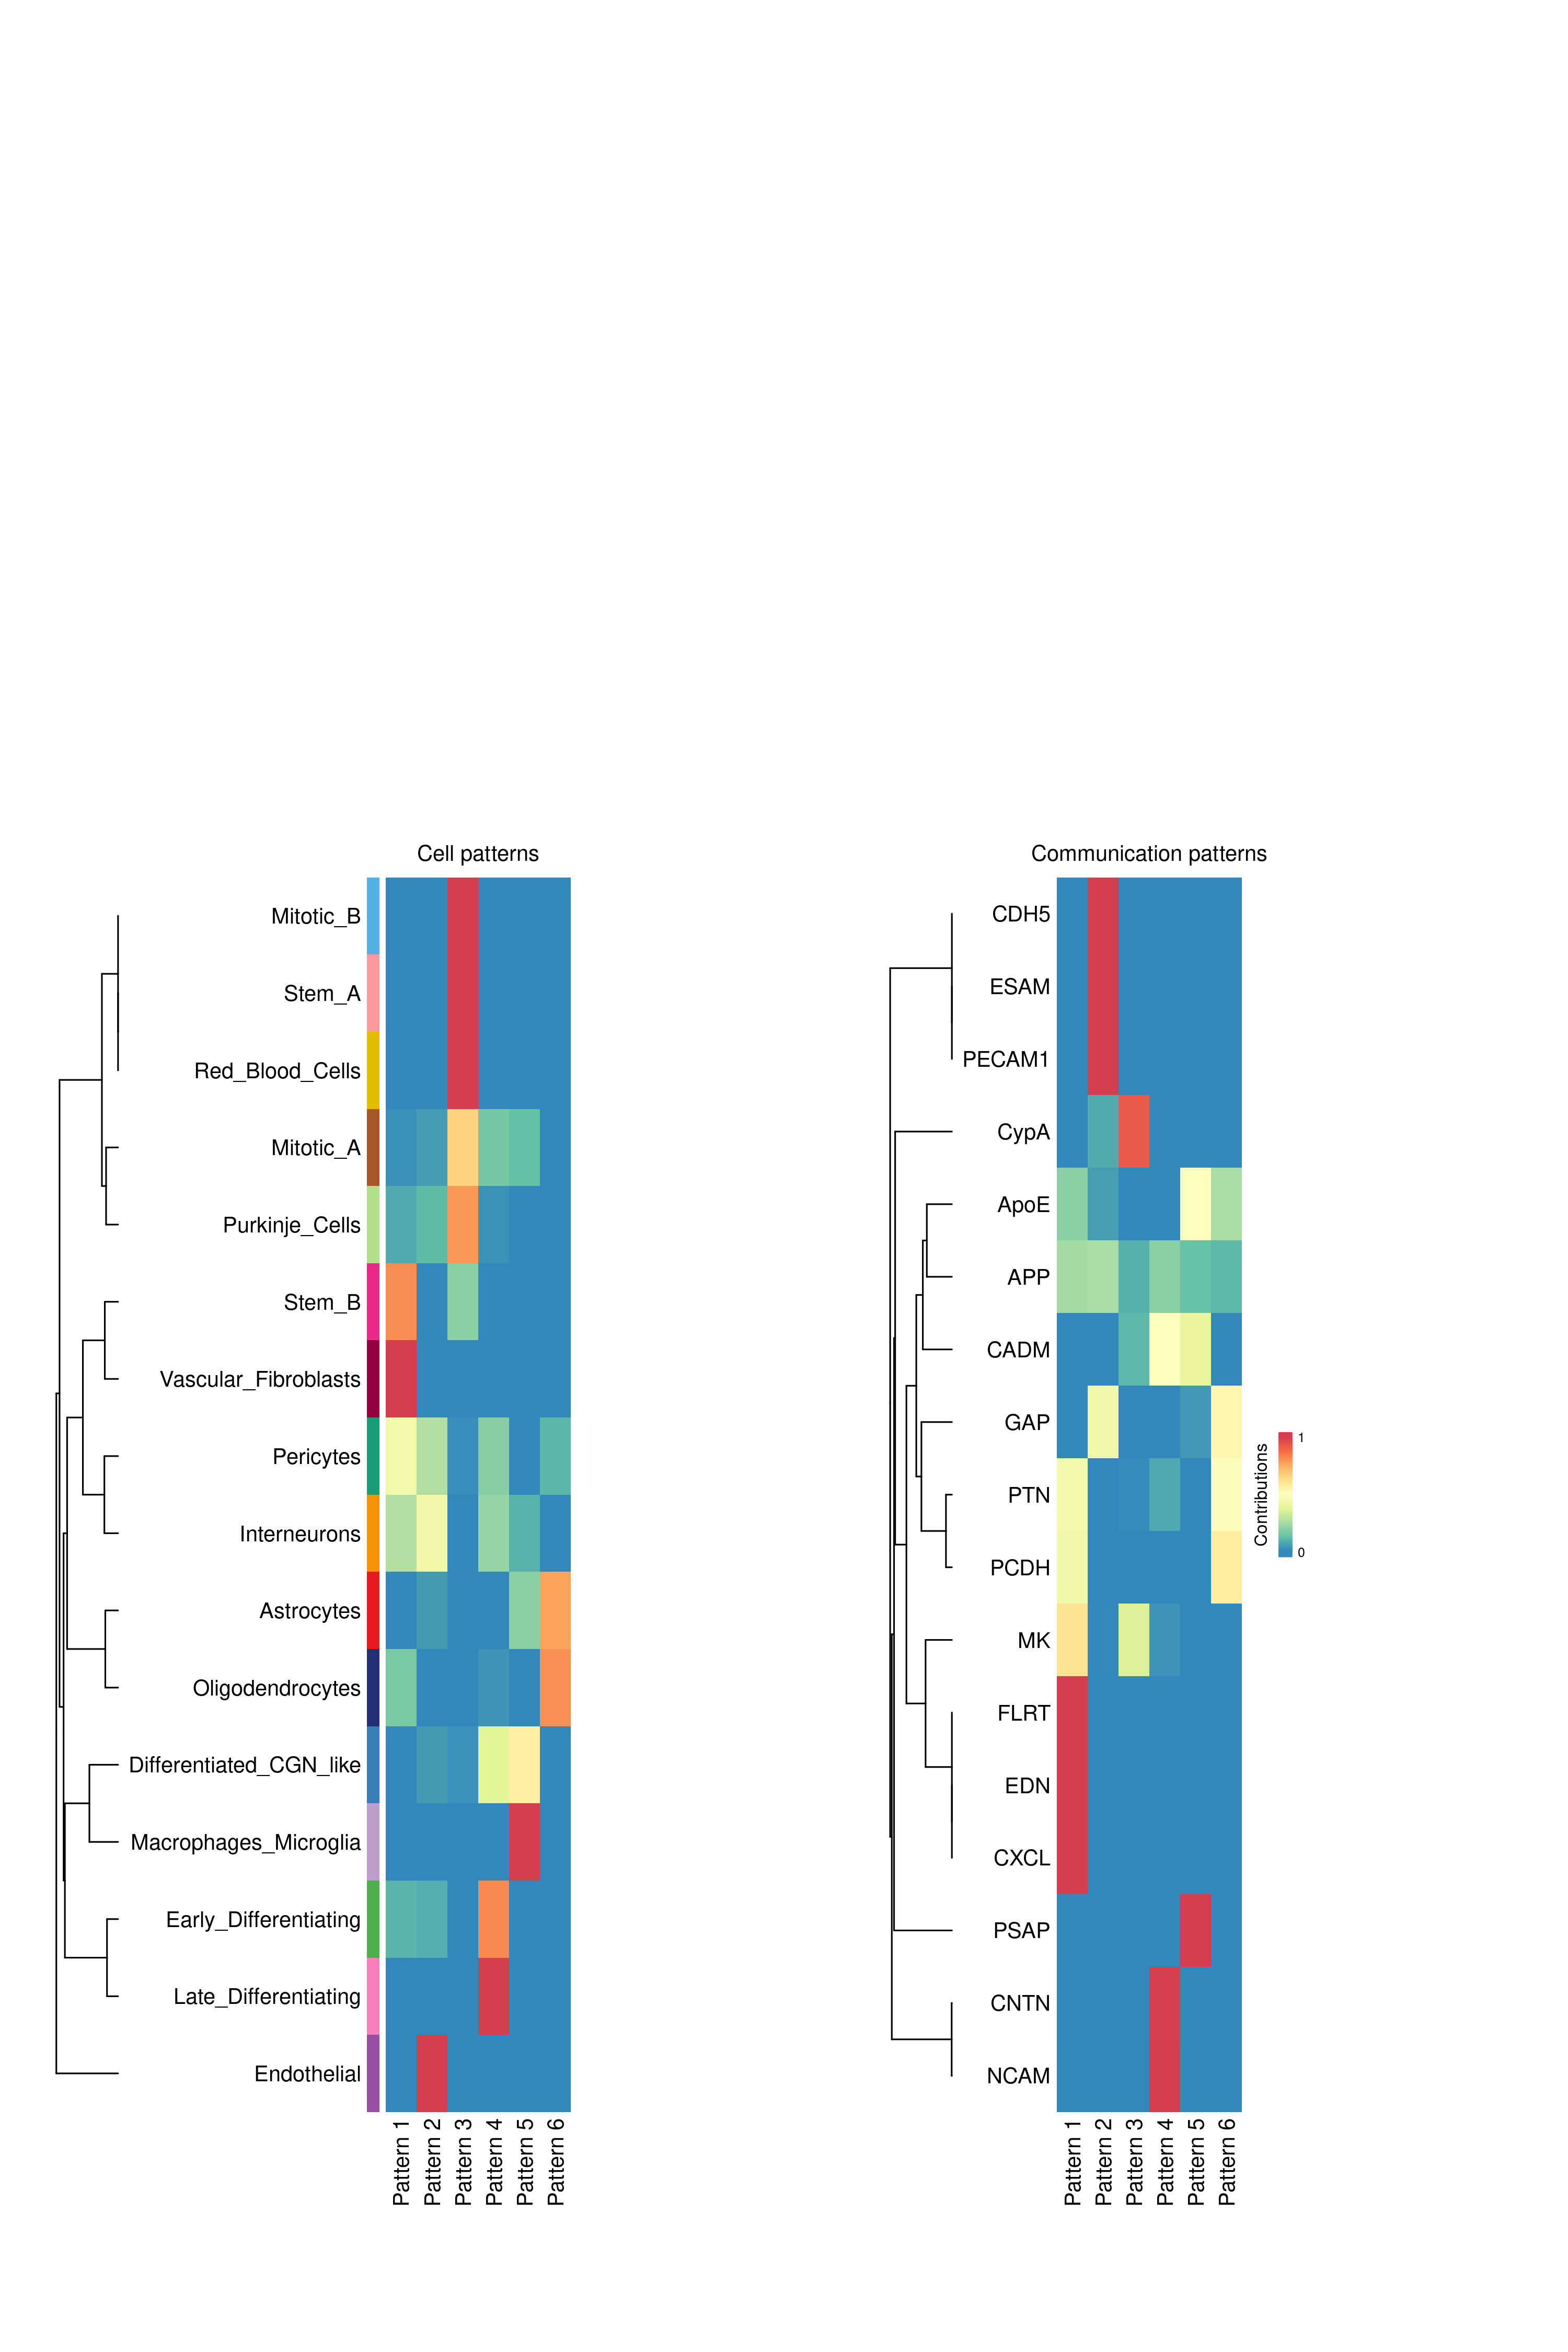 Cell patterns
Mitotic_B
Stem_A
Red_Blood_Cells
Mitotic_A
Purkinje_Cells
Stem_B
Vascular_Fibroblasts
Pericytes
Interneurons
Astrocytes
Oligodendrocytes
Differentiated_CGN_like
Macrophages_Microglia
Early_Differentiating
Late_Differentiating
Endothelial
Pattern 1
Pattern 2
Pattern 3
Pattern 4
Pattern 5
Pattern 6
Communication patterns
CDH5
ESAM
PECAM1
CypA
ApoE
APP
CADM
GAP
PTN
PCDH
MK
FLRT
EDN
CXCL
PSAP
CNTN
NCAM
Pattern 1
Pattern 2
Pattern 3
Pattern 4
Pattern 5
Pattern 6
Contributions
1
0